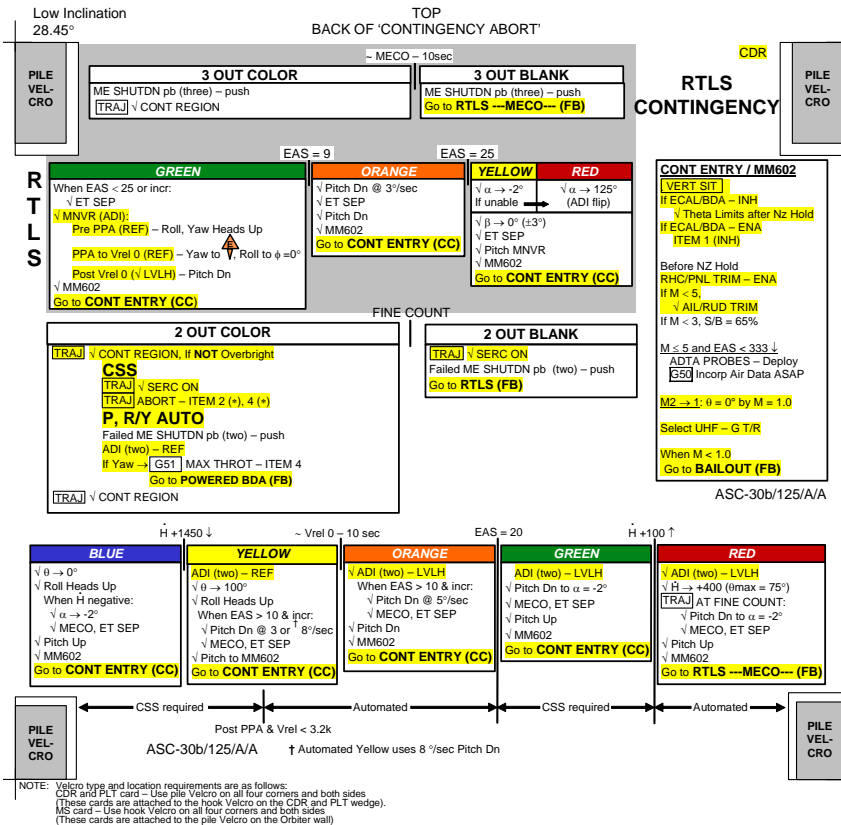 Low Inclination
28.45°
TOP
BACK OF 'CONTINGENCY ABORT'
CDR
PILE
VEL-
CRO
PILE
VEL-
CRO
RTLS
CONTINGENCY
~ MECO – 10sec
3 OUT COLOR
ME SHUTDN pb (three) – push
TRAJ √ CONT REGION
3 OUT BLANK
ME SHUTDN pb (three) – push
Go to RTLS ---MECO--- (FB)
R
T
L
S
EAS = 9
EAS = 25
GREEN
When EAS < 25 or incr:
√ ET SEP
√ MNVR (ADI):
Pre PPA (REF) – Roll, Yaw Heads Up
E
PPA to Vrel 0 (REF) – Yaw to , Roll to ϕ =0°
Post Vrel 0 (√ LVLH) – Pitch Dn
√ MM602
Go to CONT ENTRY (CC)
ORANGE
√ Pitch Dn @ 3°/sec
√ ET SEP
√ Pitch Dn
√ MM602
Go to CONT ENTRY (CC)
YELLOW
√ α → -2°
If unable
RED
√ α → 125°
(ADI flip)
√ β → 0° (±3°)
√ ET SEP
√ Pitch MNVR
√ MM602
Go to CONT ENTRY (CC)
CONT ENTRY / MM602
VERT SIT
If ECAL/BDA – INH
√ Theta Limits after Nz Hold
If ECAL/BDA – ENA
ITEM 1 (INH)
Before NZ Hold
RHC/PNL TRIM – ENA
If M < 5,
√ AIL/RUD TRIM
If M < 3, S/B = 65%
M ≤ 5 and EAS < 333 ↓
ADTA PROBES – Deploy
G50 Incorp Air Data ASAP
M2 → 1: θ = 0° by M = 1.0
Select UHF – G T/R
When M < 1.0
Go to BAILOUT (FB)
ASC-30b/125/A/A
FINE COUNT
2 OUT COLOR
TRAJ √ CONT REGION, If NOT Overbright
CSS
TRAJ √ SERC ON
TRAJ ABORT – ITEM 2 (*), 4 (*)
P, R/Y AUTO
Failed ME SHUTDN pb (two) – push
ADI (two) – REF
If Yaw → G51 MAX THROT – ITEM 4
Go to POWERED BDA (FB)
TRAJ √ CONT REGION
2 OUT BLANK
TRAJ √ SERC ON
Failed ME SHUTDN pb (two) – push
Go to RTLS (FB)
Ḣ +1450 ↓
~ Vrel 0 – 10 sec
EAS = 20
Ḣ +100 ↑
BLUE
√ θ → 0°
√ Roll Heads Up
When Ḣ negative:
√ α → -2°
√ MECO, ET SEP
√ Pitch Up
√ MM602
Go to CONT ENTRY (CC)
YELLOW
ADI (two) – REF
√ θ → 100°
√ Roll Heads Up
When EAS > 10 & incr:
√ Pitch Dn @ 3 or † 8°/sec
√ MECO, ET SEP
√ Pitch to MM602
Go to CONT ENTRY (CC)
ORANGE
√ ADI (two) – LVLH
When EAS > 10 & incr:
√ Pitch Dn @ 5°/sec
√ MECO, ET SEP
√ Pitch Dn
√ MM602
Go to CONT ENTRY (CC)
GREEN
ADI (two) – LVLH
√ Pitch Dn to α = -2°
√ MECO, ET SEP
√ Pitch Up
√ MM602
Go to CONT ENTRY (CC)
RED
√ ADI (two) – LVLH
√ Ḣ → +400 (θmax = 75°)
TRAJ AT FINE COUNT:
√ Pitch Dn to α = -2°
√ MECO, ET SEP
√ Pitch Up
√ MM602
Go to RTLS ---MECO--- (FB)
CSS required
Automated
CSS required
Automated
PILE
VEL-
CRO
PILE
VEL-
CRO
Post PPA & Vrel < 3.2k
ASC-30b/125/A/A
† Automated Yellow uses 8 °/sec Pitch Dn
NOTE: Velcro type and location requirements are as follows:
CDR and PLT card – Use pile Velcro on all four corners and both sides
(These cards are attached to the hook Velcro on the CDR and PLT wedge).
MS card – Use hook Velcro on all four corners and both sides
(These cards are attached to the pile Velcro on the Orbiter wall)